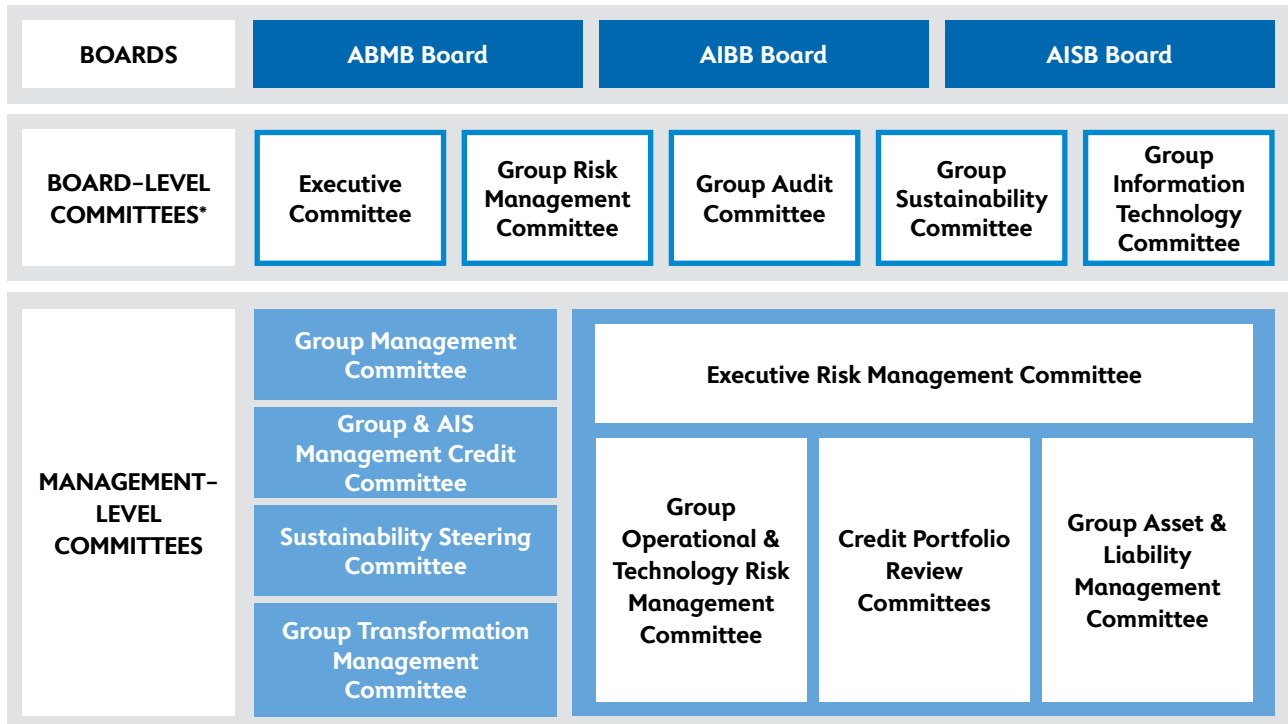 BOARDS
ABMB Board
AIBB Board
AISB Board
BOARD-LEVEL
COMMITTEES*
Executive
Committee
Group Risk
Management
Committee
Group Audit
Committee
Group
Sustainability
Committee
Group
Information
Technology
Committee
MANAGEMENT-
LEVEL
COMMITTEES
Group Management
Committee
Group & AIS
Management Credit
Committee
Sustainability Steering
Committee
Group Transformation
Management
Committee
Executive Risk Management Committee
Group
Operational &
Technology Risk
Management
Committee
Credit Portfolio
Review
Committees
Group Asset &
Liability
Management
Committee